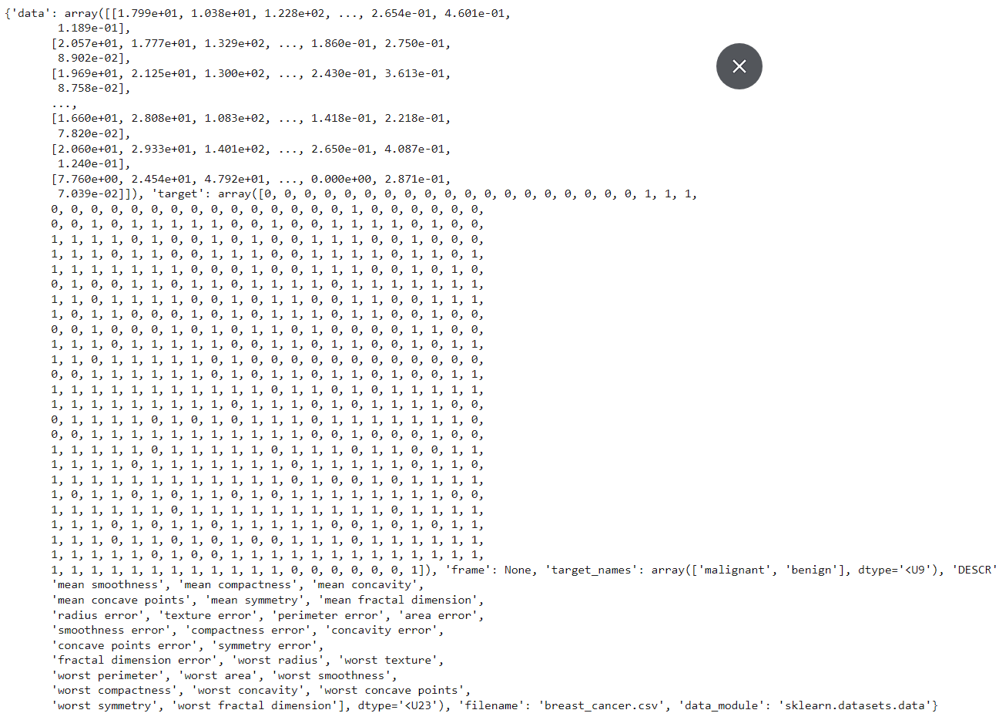 {'data': array([[1.799e+01, 1.038e+01, 1.228e+02, ..., 2.654e-01, 4.601e-01,
1.189e-01],
[2.057e+01, 1.777e+01, 1.329e+02, ..., 1.860e-01, 2.750e-01,
8.902e-02],
[1.969e+01, 2.125e+01, 1.300e+02, ..., 2.430e-01, 3.613e-01,
8.758e-02],
...,
[1.660e+01, 2.808e+01, 1.083e+02, ..., 1.418e-01, 2.218e-01,
7.820e-02],
[2.060e+01, 2.933e+01, 1.401e+02, ..., 2.650e-01, 4.087e-01,
1.240e-01],
[7.760e+00, 2.454e+01, 4.792e+01, ..., 0.000e+00, 2.871e-01,
7.039e-02]]), 'target': array([0, 0, 0, 0, 0, 0, 0, 0, 0, 0, 0, 0, 0, 0, 0, 0, 0, 0, 0, 1, 1, 1,
0, 0, 0, 0, 0, 0, 0, 0, 0, 0, 0, 0, 0, 0, 0, 1, 0, 0, 0, 0, 0, 0,
0, 0, 1, 0, 1, 1, 1, 1, 1, 0, 0, 1, 0, 0, 1, 1, 1, 1, 0, 1, 0, 0,
1, 1, 1, 1, 0, 1, 0, 0, 1, 0, 1, 0, 0, 1, 1, 1, 0, 0, 1, 0, 0, 0,
1, 1, 1, 0, 1, 1, 0, 0, 1, 1, 1, 0, 0, 1, 1, 1, 1, 0, 1, 1, 0, 1,
1, 1, 1, 1, 1, 1, 1, 0, 0, 0, 1, 0, 0, 1, 1, 1, 0, 0, 1, 0, 1, 0,
0, 1, 0, 0, 1, 1, 0, 1, 1, 0, 1, 1, 1, 1, 0, 1, 1, 1, 1, 1, 1, 1,
1, 1, 0, 1, 1, 1, 1, 0, 0, 1, 0, 1, 1, 0, 0, 1, 1, 0, 0, 1, 1, 1,
1, 0, 1, 1, 0, 0, 0, 1, 0, 1, 0, 1, 1, 1, 0, 1, 1, 0, 0, 1, 0, 0,
0, 0, 1, 0, 0, 0, 1, 0, 1, 0, 1, 1, 0, 1, 0, 0, 0, 0, 1, 1, 0, 0,
1, 1, 1, 0, 1, 1, 1, 1, 1, 0, 0, 1, 1, 0, 1, 1, 0, 0, 1, 0, 1, 1,
1, 1, 0, 1, 1, 1, 1, 1, 0, 1, 0, 0, 0, 0, 0, 0, 0, 0, 0, 0, 0, 0,
0, 0, 1, 1, 1, 1, 1, 1, 0, 1, 0, 1, 1, 0, 1, 1, 0, 1, 0, 0, 1, 1,
1, 1, 1, 1, 1, 1, 1, 1, 1, 1, 1, 0, 1, 1, 0, 1, 0, 1, 1, 1, 1, 1,
1, 1, 1, 1, 1, 1, 1, 1, 1, 0, 1, 1, 1, 0, 1, 0, 1, 1, 1, 1, 0, 0,
0, 1, 1, 1, 1, 0, 1, 0, 1, 0, 1, 1, 1, 0, 1, 1, 1, 1, 1, 1, 1, 0,
0, 0, 1, 1, 1, 1, 1, 1, 1, 1, 1, 1, 1, 0, 0, 1, 0, 0, 0, 1, 0, 0,
1, 1, 1, 1, 1, 0, 1, 1, 1, 1, 1, 0, 1, 1, 1, 0, 1, 1, 0, 0, 1, 1,
1, 1, 1, 1, 0, 1, 1, 1, 1, 1, 1, 1, 0, 1, 1, 1, 1, 1, 0, 1, 1, 0,
1, 1, 1, 1, 1, 1, 1, 1, 1, 1, 1, 1, 0, 1, 0, 0, 1, 0, 1, 1, 1, 1,
1, 0, 1, 1, 0, 1, 0, 1, 1, 0, 1, 0, 1, 1, 1, 1, 1, 1, 1, 1, 0, 0,
1, 1, 1, 1, 1, 1, 0, 1, 1, 1, 1, 1, 1, 1, 1, 1, 1, 0, 1, 1, 1, 1,
1, 1, 1, 0, 1, 0, 1, 1, 0, 1, 1, 1, 1, 1, 0, 0, 1, 0, 1, 0, 1, 1,
1, 1, 1, 0, 1, 1, 0, 1, 0, 1, 0, 0, 1, 1, 1, 0, 1, 1, 1, 1, 1, 1,
1, 1, 1, 1, 1, 0, 1, 0, 0, 1, 1, 1, 1, 1, 1, 1, 1, 1, 1, 1, 1, 1,
1, 1, 1, 1, 1, 1, 1, 1, 1, 1, 1, 1, 0, 0, 0, 0, 0, 0, 1]), 'frame': None, 'target_names': array(['malignant', 'benign'], dtype='<U9'), 'DESCR'
'mean smoothness', 'mean compactness', 'mean concavity',
'mean concave points', 'mean symmetry', 'mean fractal dimension',
'radius error', 'texture error', 'perimeter error', 'area error',
'smoothness error', 'compactness error', 'concavity error',
'concave points error', 'symmetry error',
'fractal dimension error', 'worst radius', 'worst texture',
'worst perimeter', 'worst area', 'worst smoothness',
'worst compactness', 'worst concavity', 'worst concave points',
'worst symmetry', 'worst fractal dimension'], dtype='<U23'), 'filename': 'breast_cancer.csv', 'data_module': 'sklearn.datasets.data'}